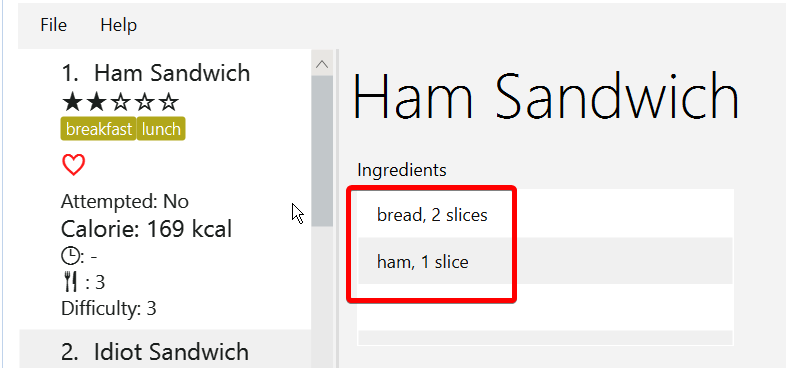 File Help
1. Ham Sandwich
★★☆☆☆
breakfast lunch
Attempted: No
Calorie: 169 kcal
: -
: 3
Difficulty: 3
2. Idiot Sandwich
Ham Sandwich
Ingredients
bread, 2 slices
ham, 1 slice